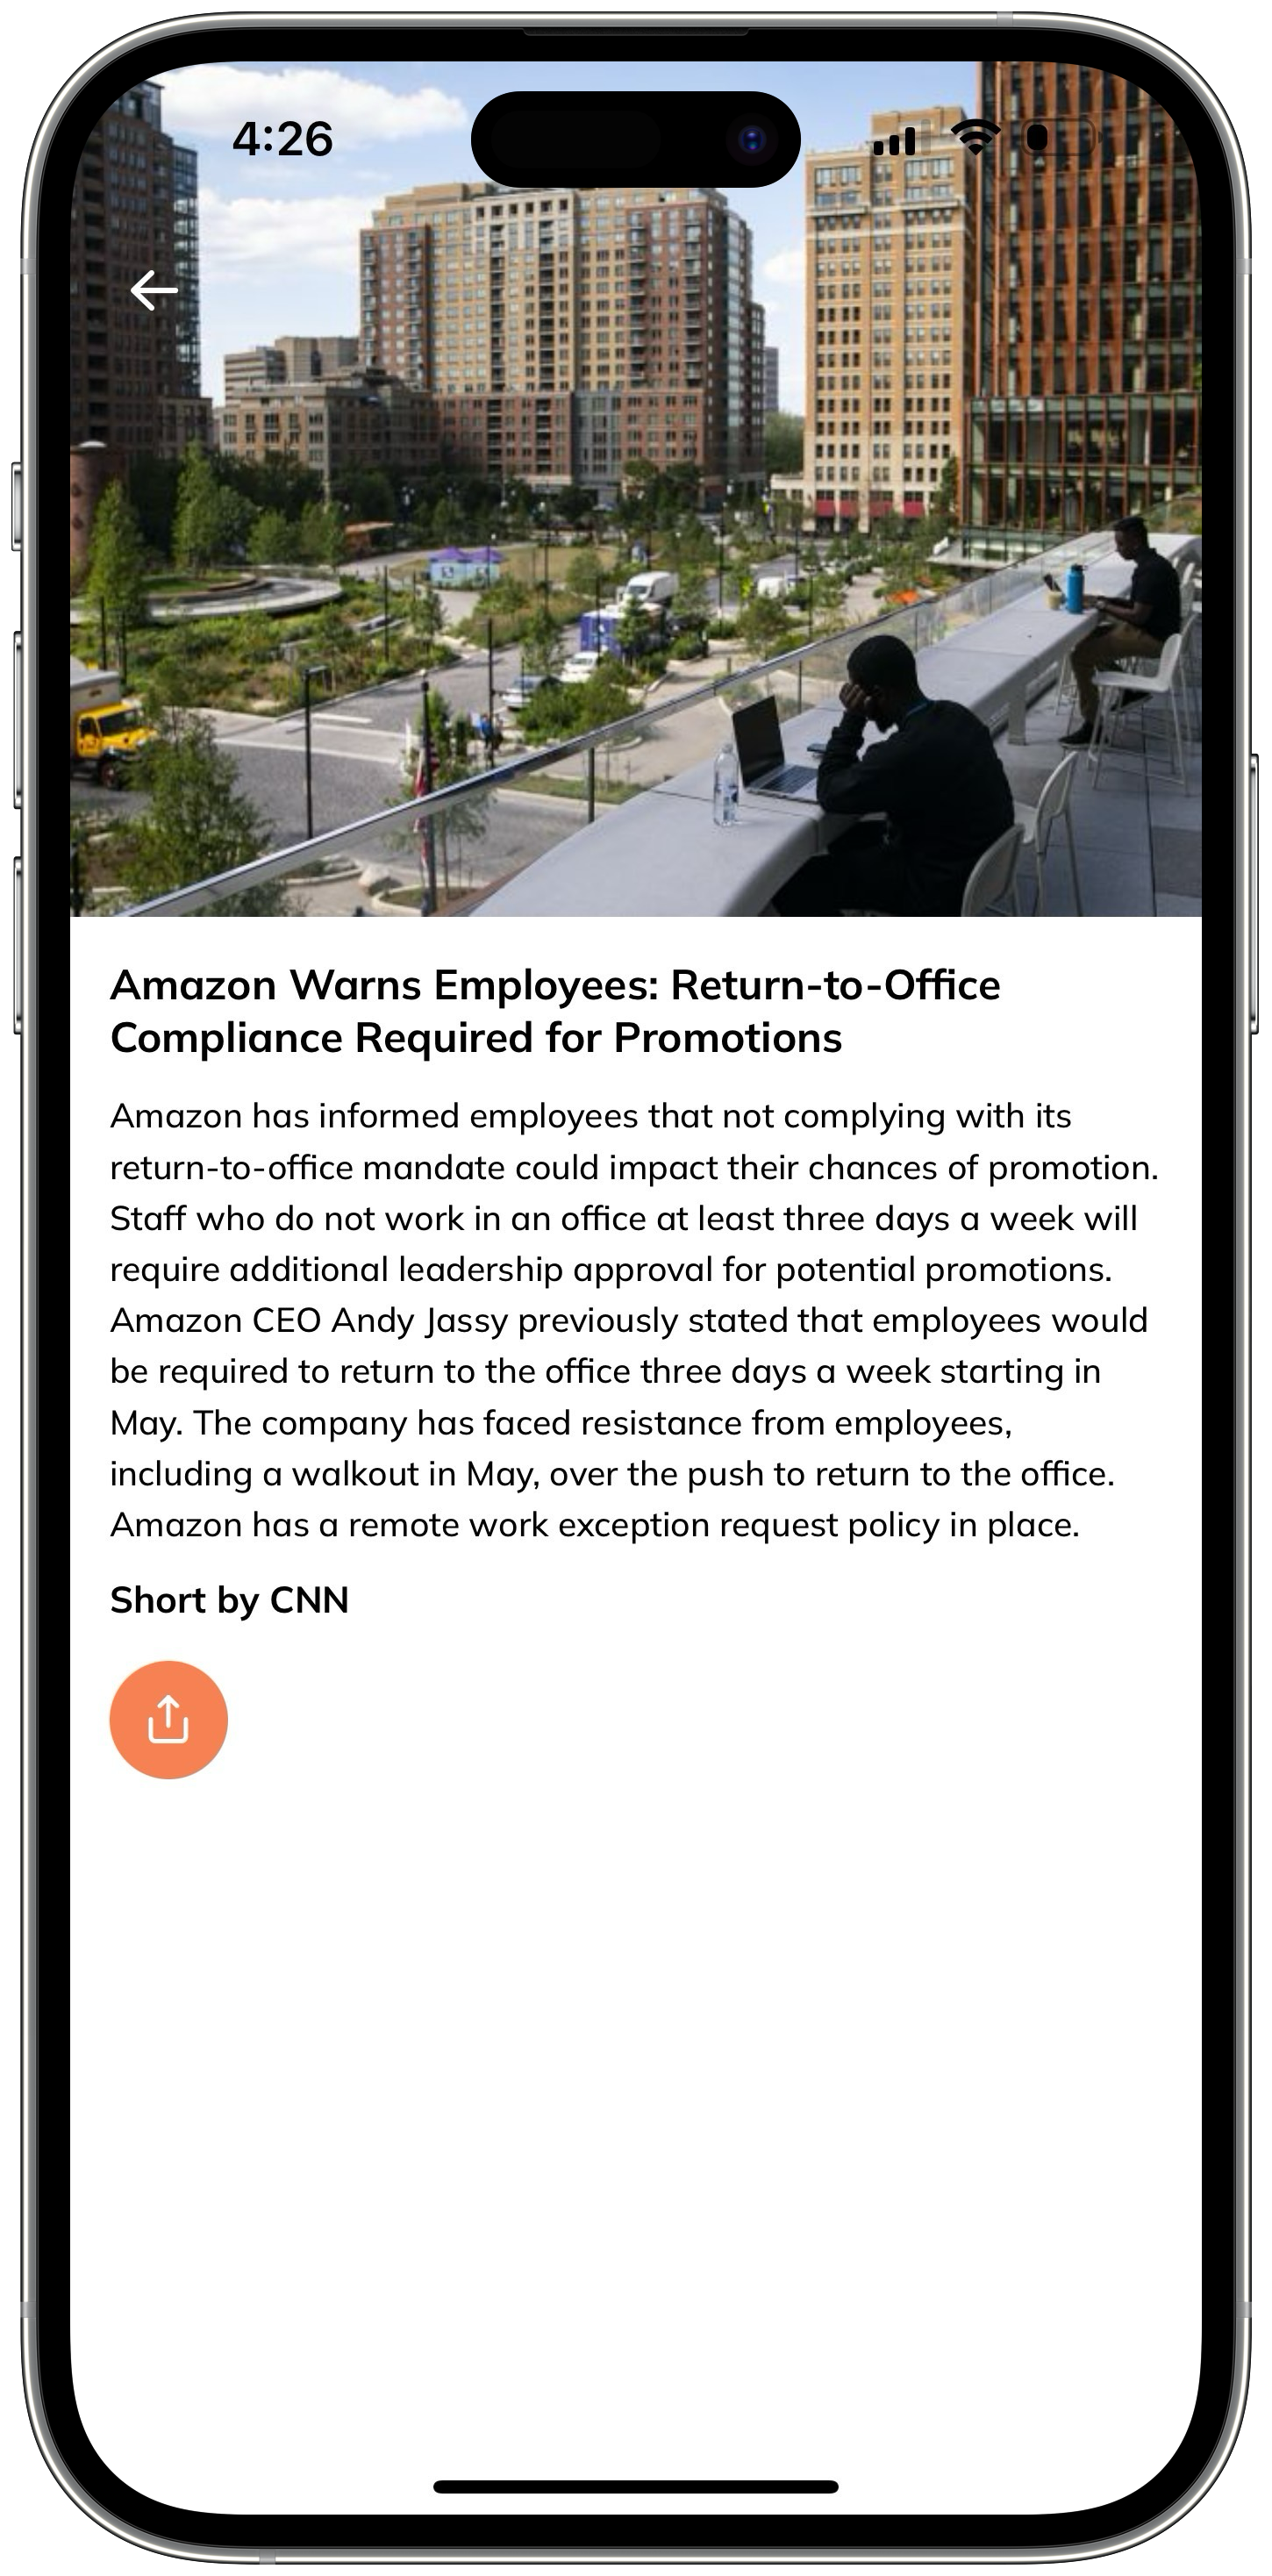 4:26
Amazon Warns Employees: Return-to-Office
Compliance Required for Promotions
Amazon has informed employees that not complying with its
return-to-office mandate could impact their chances of promotion.
Staff who do not work in an office at least three days a week will
require additional leadership approval for potential promotions.
Amazon CEO Andy Jassy previously stated that employees would
be required to return to the office three days a week starting in
May. The company has faced resistance from employees,
including a walkout in May, over the push to return to the office.
Amazon has a remote work exception request policy in place.
Short by CNN